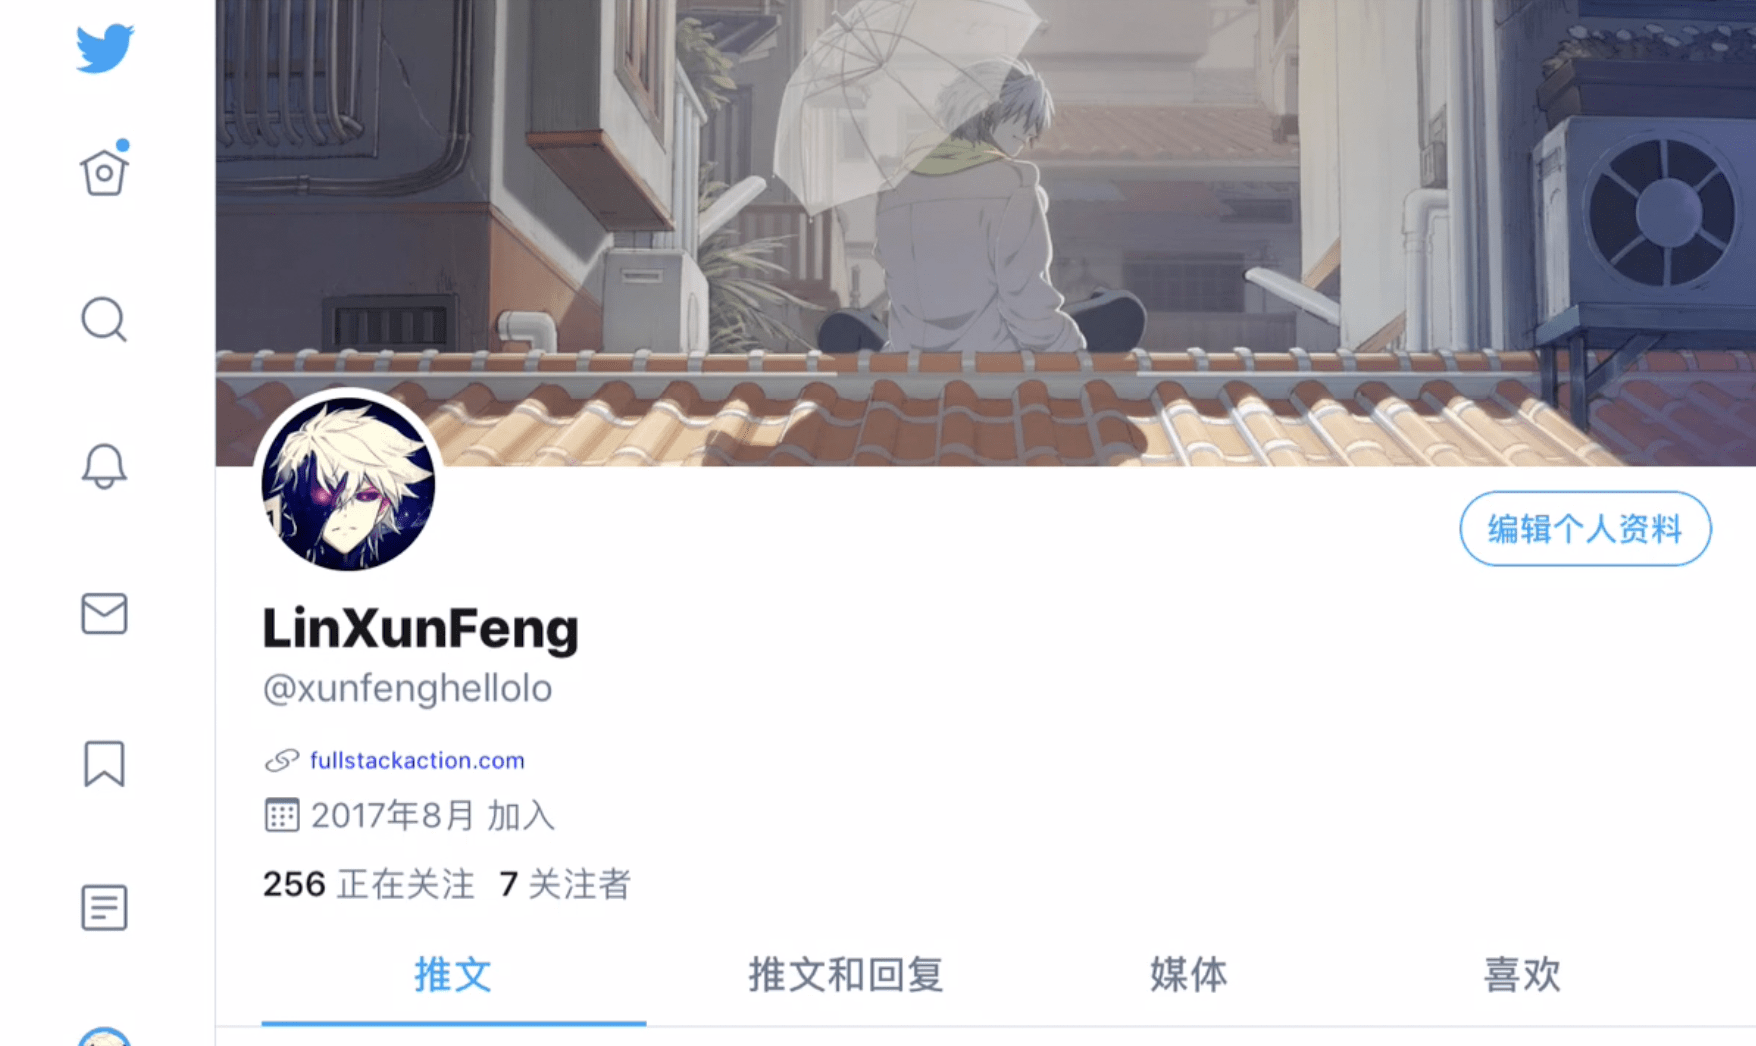 编辑个人资料
LinXunFeng
@xunfenghellolo
fullstackaction.com
2017年8月 加入
256 正在关注 7 关注者
推文 推文和回复 媒体 喜欢